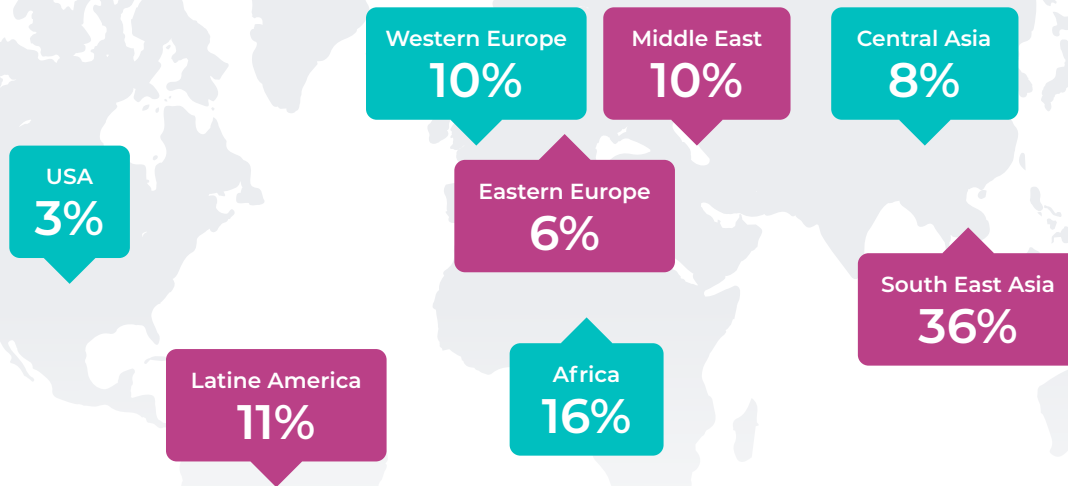 Western Europe
10%
Middle East
10%
Central Asia
8%
USA
3%
Eastern Europe
6%
South East Asia
36%
Latine America
11%
Africa
16%